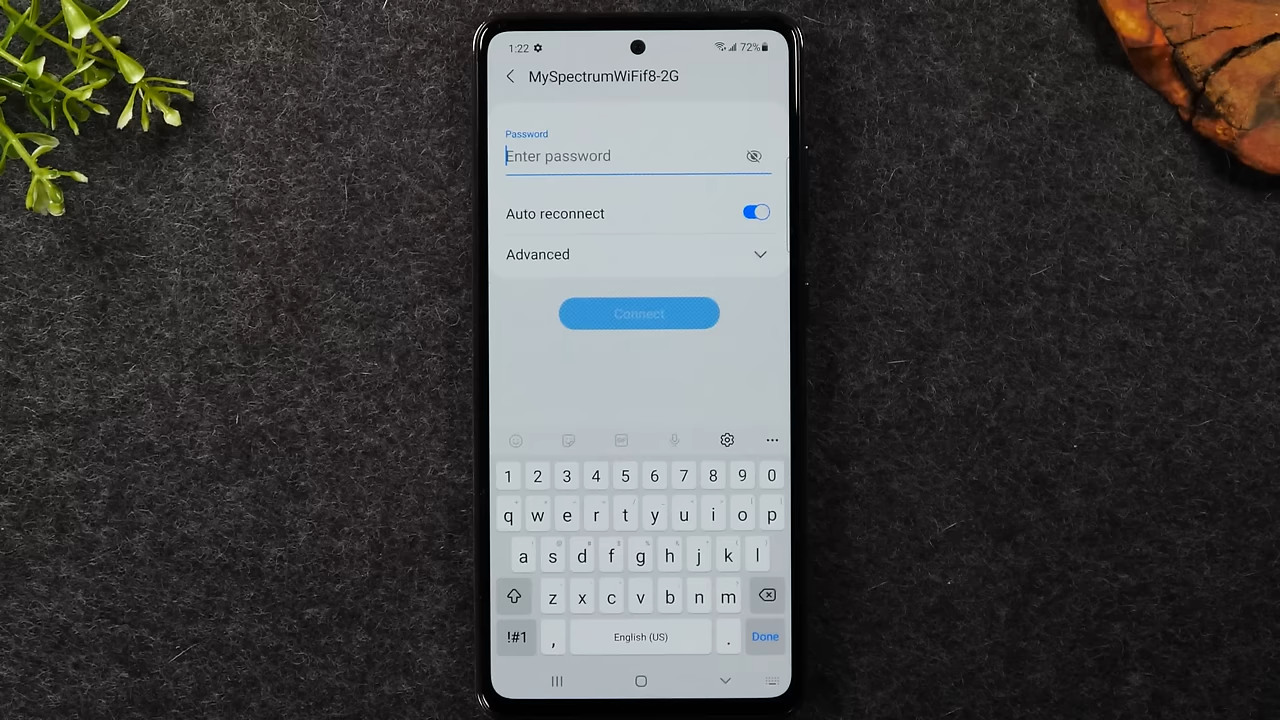 1:22 72%
MySpectrumWiFif8-2G
Password
Enter password
Auto reconnect
Advanced
Connect
1 2 3 4 5 6 7 8 9 0
q w e r t y u i o p
a s d f g h j k l
z x c v b n m
!#1 , English (US) . Done